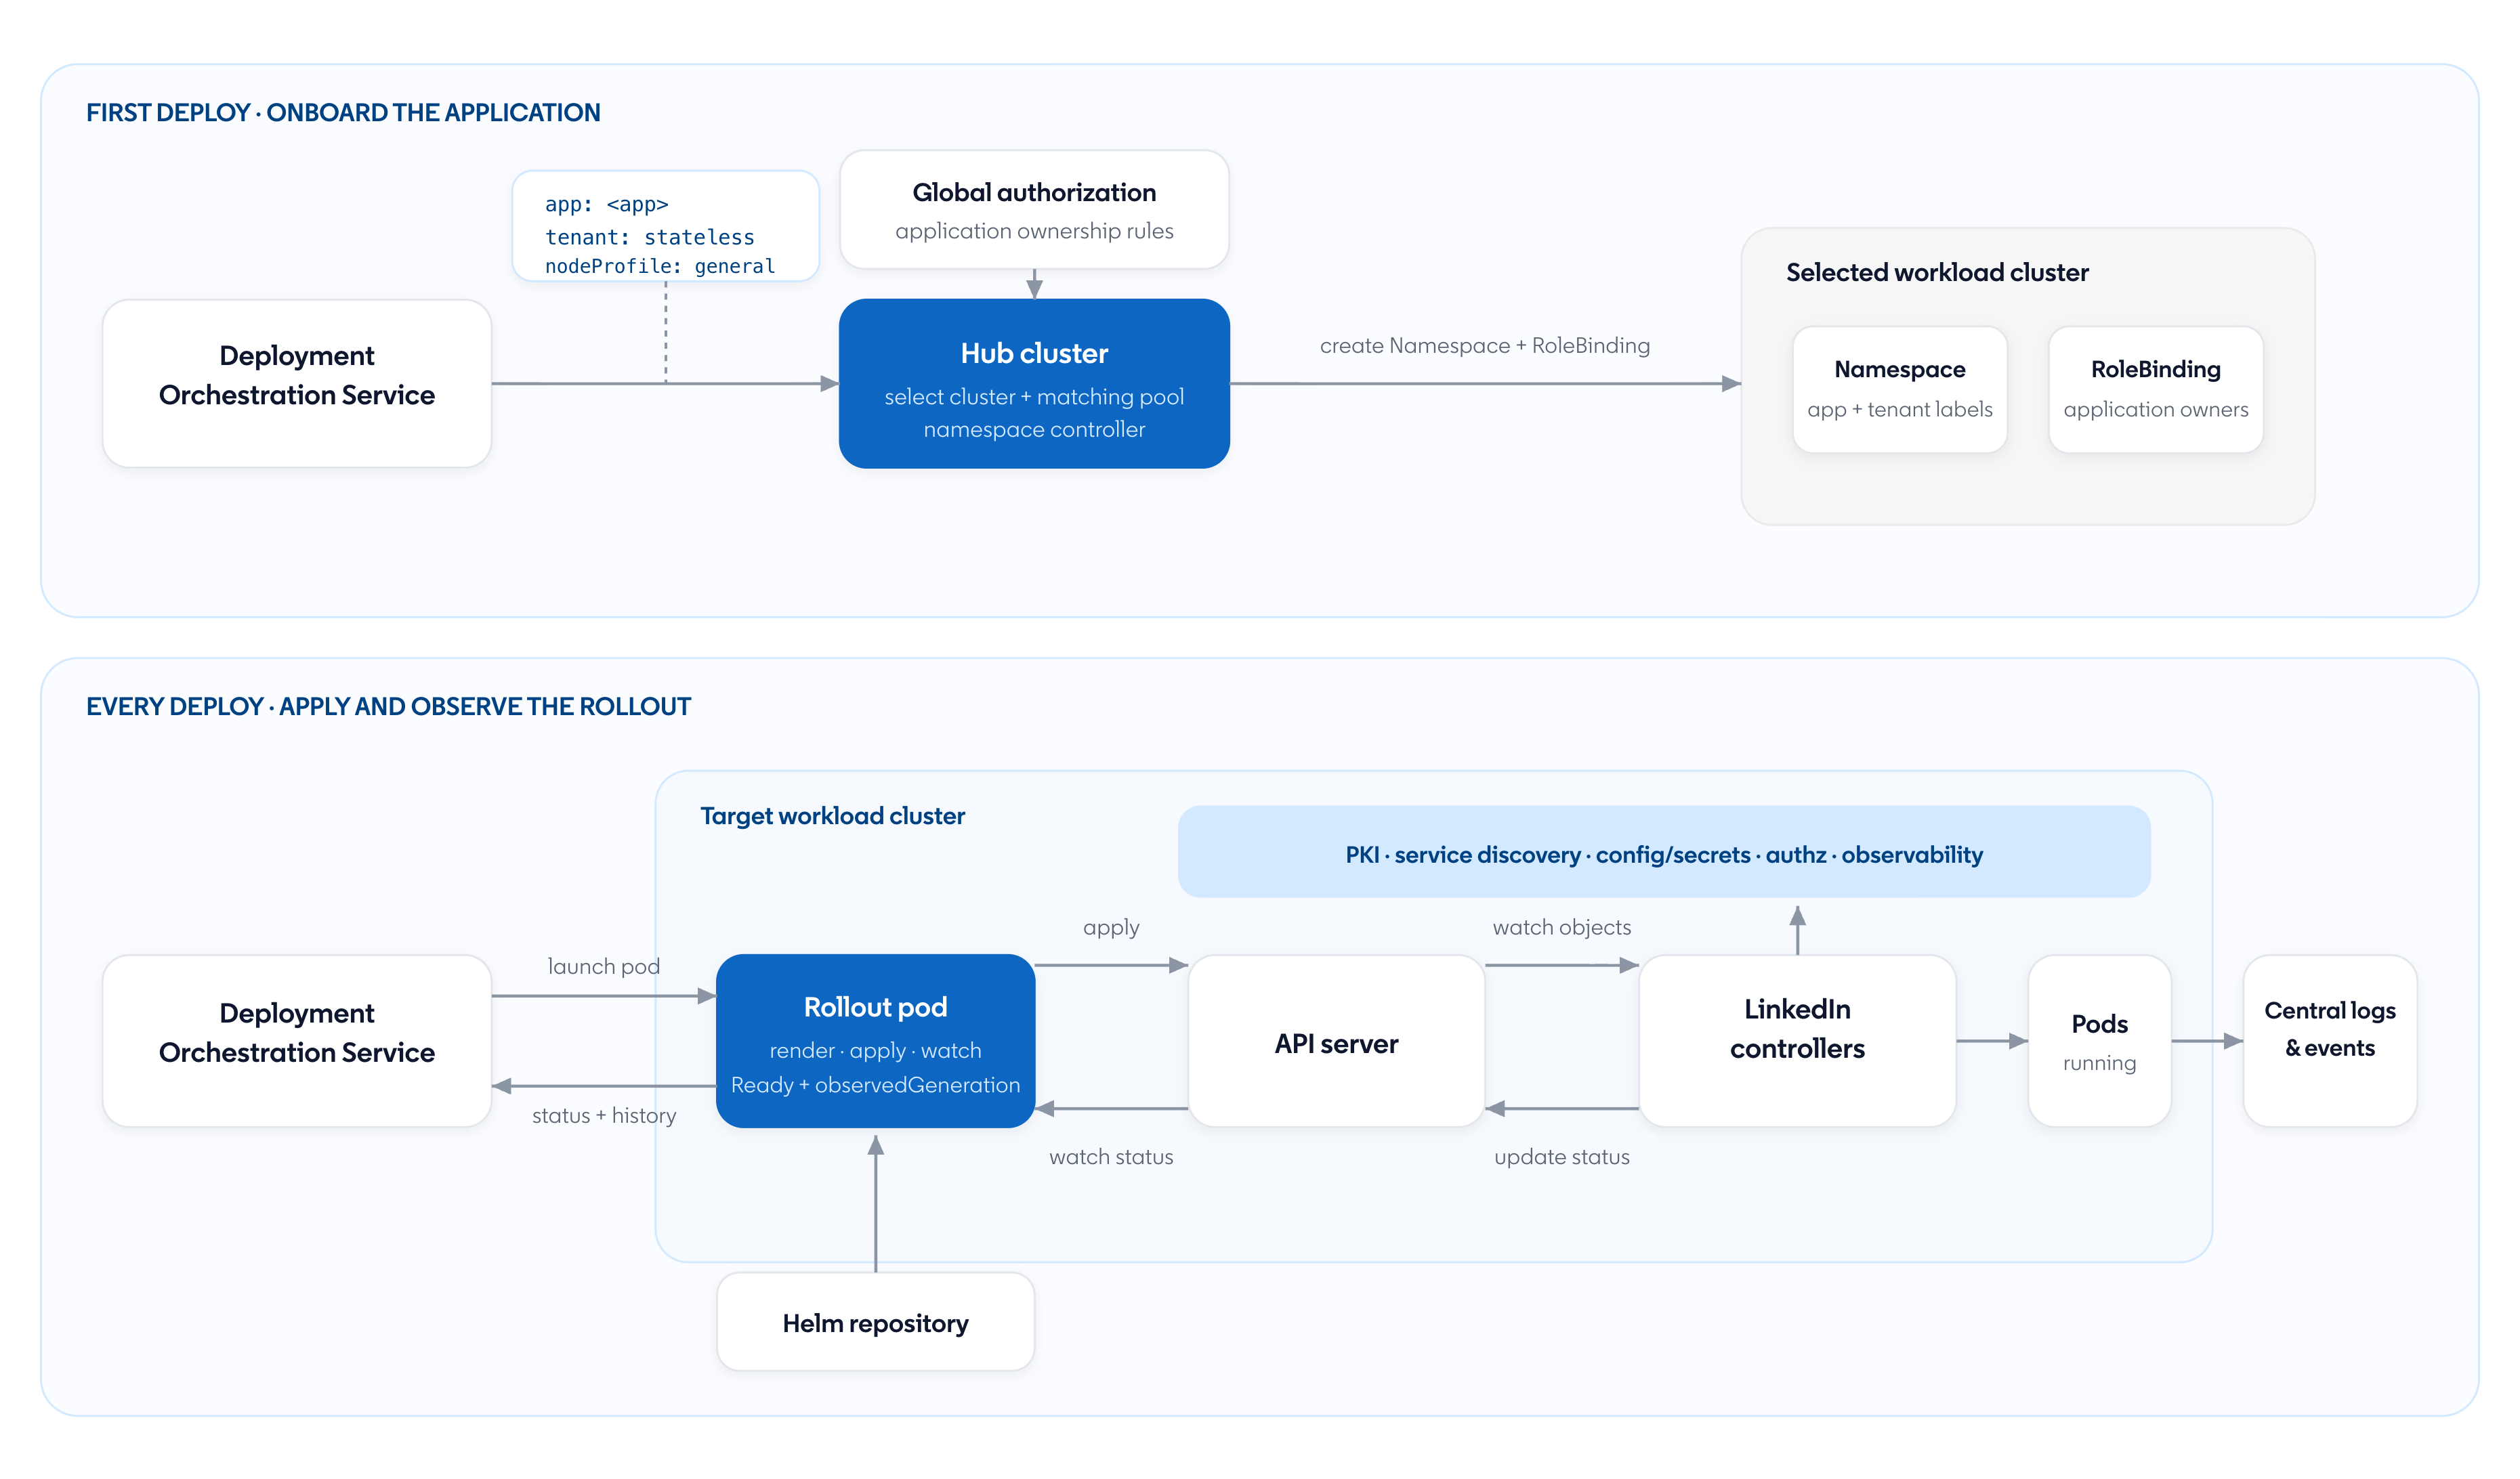 FIRST DEPLOY · ONBOARD THE APPLICATION
app: <app>
tenant: stateless
nodeProfile: general
Global authorization
application ownership rules
Deployment
Orchestration Service
Hub cluster
select cluster + matching pool
namespace controller
create Namespace + RoleBinding
Selected workload cluster
Namespace
app + tenant labels
RoleBinding
application owners
EVERY DEPLOY · APPLY AND OBSERVE THE ROLLOUT
Target workload cluster
PKI · service discovery · config/secrets · authz · observability
Deployment
Orchestration Service
launch pod
status + history
Rollout pod
render · apply · watch
Ready + observedGeneration
apply
watch status
API server
watch objects
update status
LinkedIn
controllers
Pods
running
Central logs
& events
Helm repository